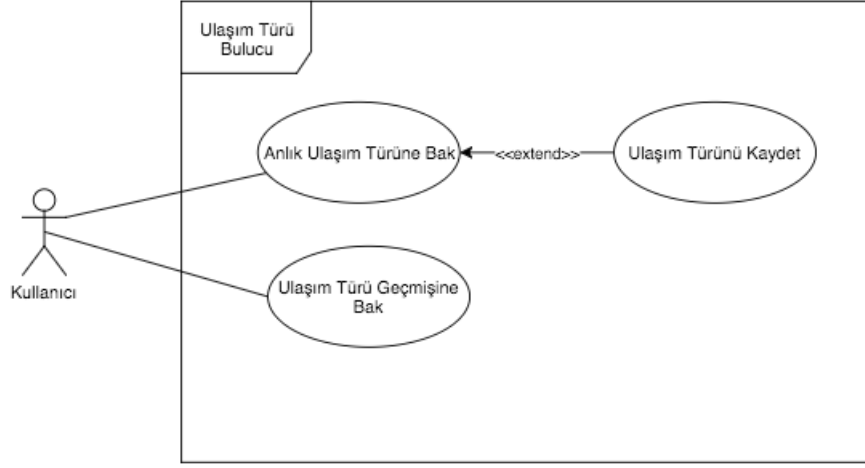 Ulaşım Türü
Bulucu
Anlık Ulaşım Türüne Bak
<<extend>>
Ulaşım Türünü Kaydet
Kullanıcı
Ulaşım Türü Geçmişine
Bak